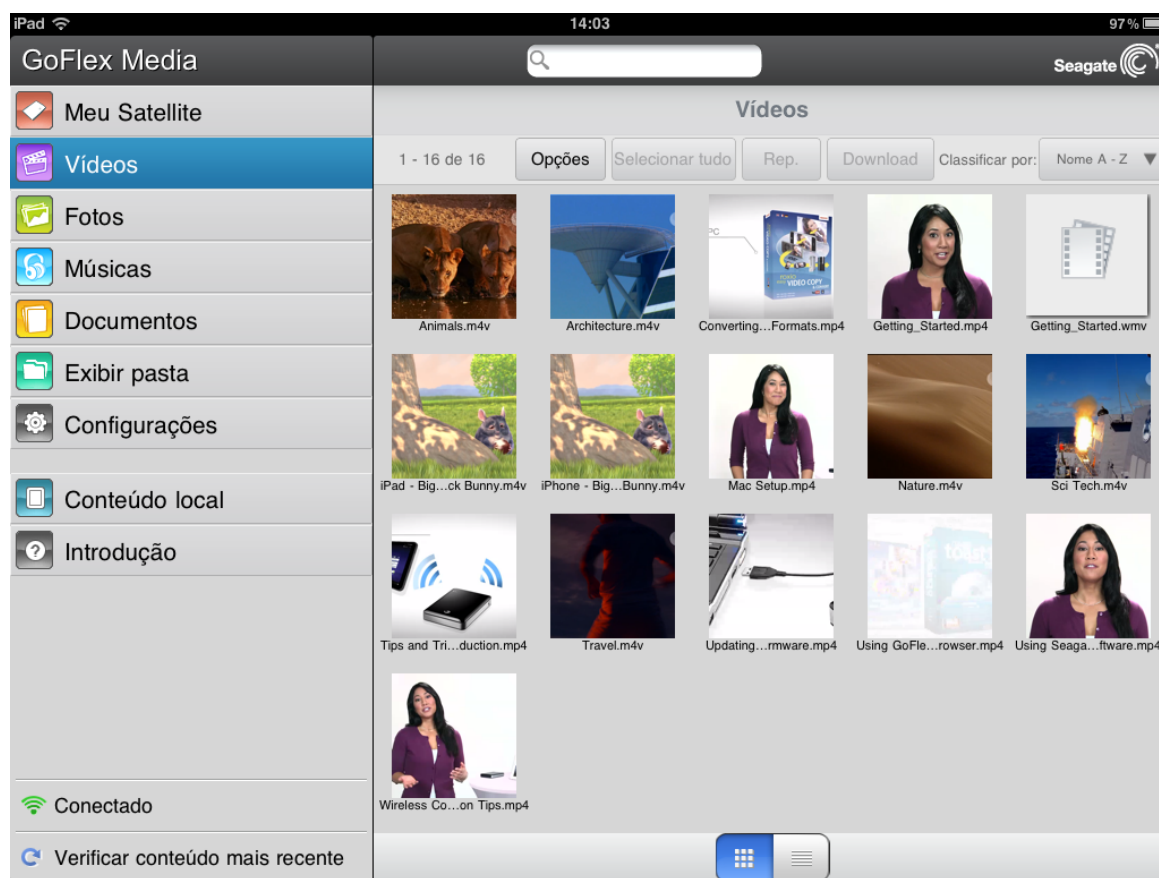 iPad 14:03 97%
GoFlex Media
Seagate
Meu Satellite
Vídeos
Fotos
Músicas
Documentos
Exibir pasta
Configurações
Conteúdo local
Introdução
Conectado
Verificar conteúdo mais recente
Vídeos
1 - 16 de 16 Opções Selecionar tudo Rep. Download Classificar por: Nome A - Z
PC
VIDEO COPY
Animals.m4v Architecture.m4v Converting...Formats.mp4 Getting_Started.mp4 Getting_Started.wmv
iPad - Big...ck Bunny.m4v iPhone - Big...Bunny.m4v Mac Setup.mp4 Nature.m4v Sci Tech.m4v
toast
Tips and Tri...duction.mp4 Travel.m4v Updating...rmware.mp4 Using GoFle...rowser.mp4 Using Seaga...ftware.mp4
Wireless Co...on Tips.mp4